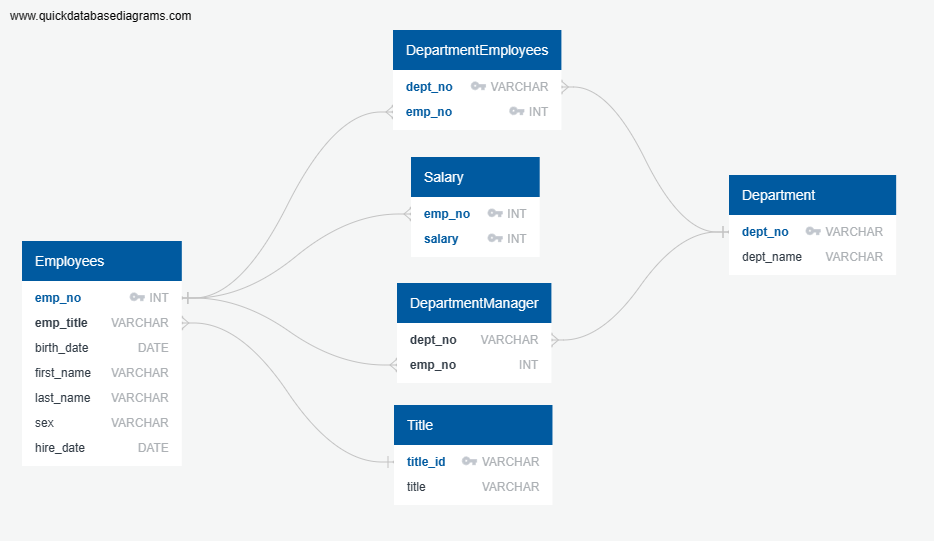 www.quickdatabasediagrams.com
DepartmentEmployees
dept_no VARCHAR
emp_no INT
Salary
emp_no INT
salary INT
Department
dept_no VARCHAR
dept_name VARCHAR
Employees
emp_no INT
emp_title VARCHAR
birth_date DATE
first_name VARCHAR
last_name VARCHAR
sex VARCHAR
hire_date DATE
DepartmentManager
dept_no VARCHAR
emp_no INT
Title
title_id VARCHAR
title VARCHAR